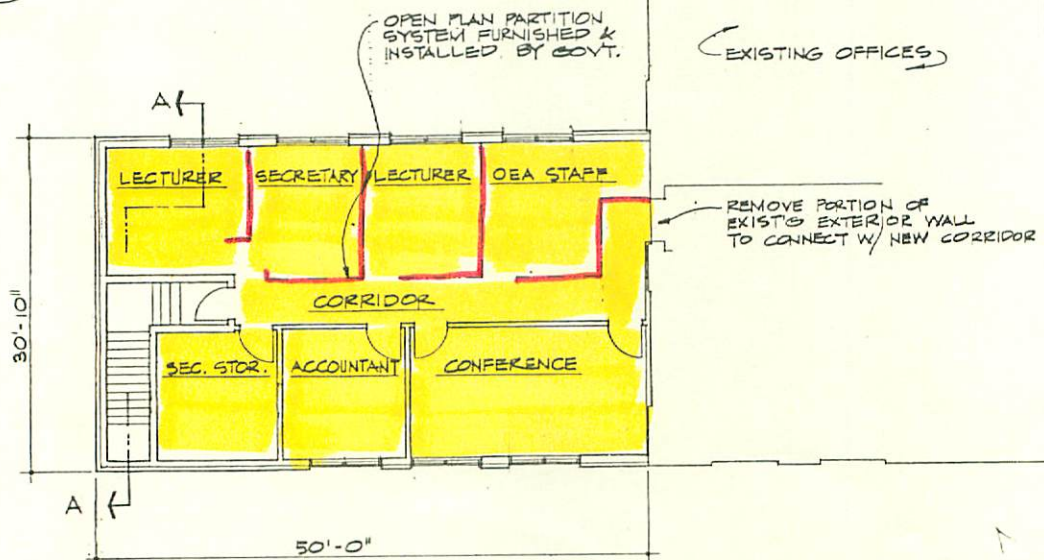 OPEN PLAN PARTITION
SYSTEM FURNISHED &
INSTALLED BY GOVT.
EXISTING OFFICES
A
LECTURER
SECRETARY
LECTURER
OEA STAFF
REMOVE PORTION OF
EXIST'G EXTERIOR WALL
TO CONNECT W/ NEW CORRIDOR
CORRIDOR
30'-10"
SEC. STOR.
ACCOUNTANT
CONFERENCE
A
50'-0"